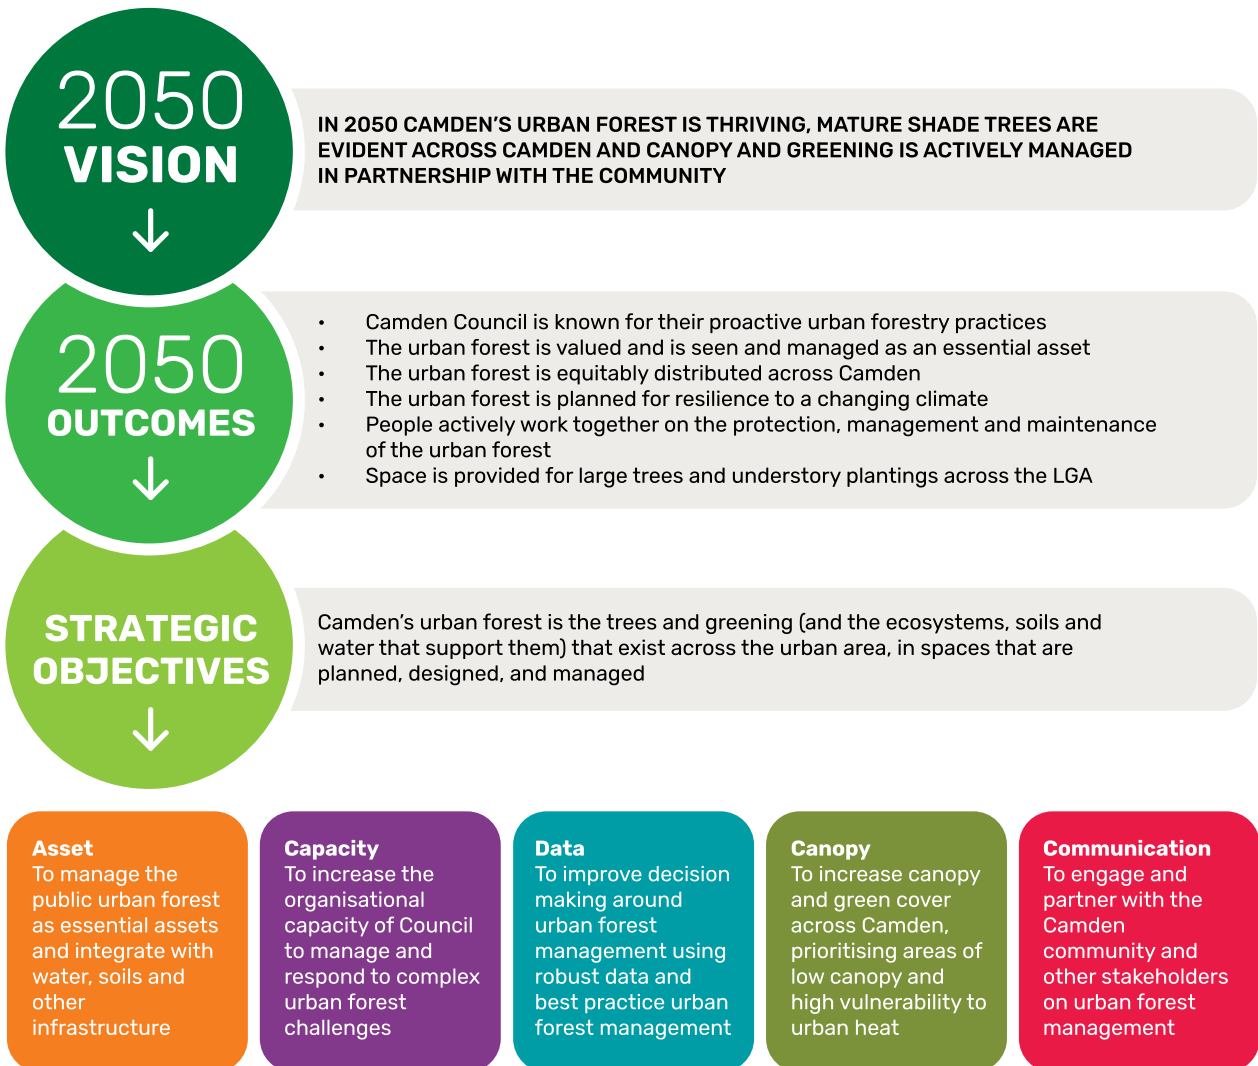 2050
VISION
IN 2050 CAMDEN'S URBAN FOREST IS THRIVING, MATURE SHADE TREES ARE
EVIDENT ACROSS CAMDEN AND CANOPY AND GREENING IS ACTIVELY MANAGED
IN PARTNERSHIP WITH THE COMMUNITY
2050
OUTCOMES
• Camden Council is known for their proactive urban forestry practices
• The urban forest is valued and is seen and managed as an essential asset
• The urban forest is equitably distributed across Camden
• The urban forest is planned for resilience to a changing climate
• People actively work together on the protection, management and maintenance
of the urban forest
• Space is provided for large trees and understory plantings across the LGA
STRATEGIC
OBJECTIVES
Camden's urban forest is the trees and greening (and the ecosystems, soils and
water that support them) that exist across the urban area, in spaces that are
planned, designed, and managed
Asset
To manage the
public urban forest
as essential assets
and integrate with
water, soils and
other
infrastructure
Capacity
To increase the
organisational
capacity of Council
to manage and
respond to complex
urban forest
challenges
Data
To improve decision
making around
urban forest
management using
robust data and
best practice urban
forest management
Canopy
To increase canopy
and green cover
across Camden,
prioritising areas of
low canopy and
high vulnerability to
urban heat
Communication
To engage and
partner with the
Camden
community and
other stakeholders
on urban forest
management